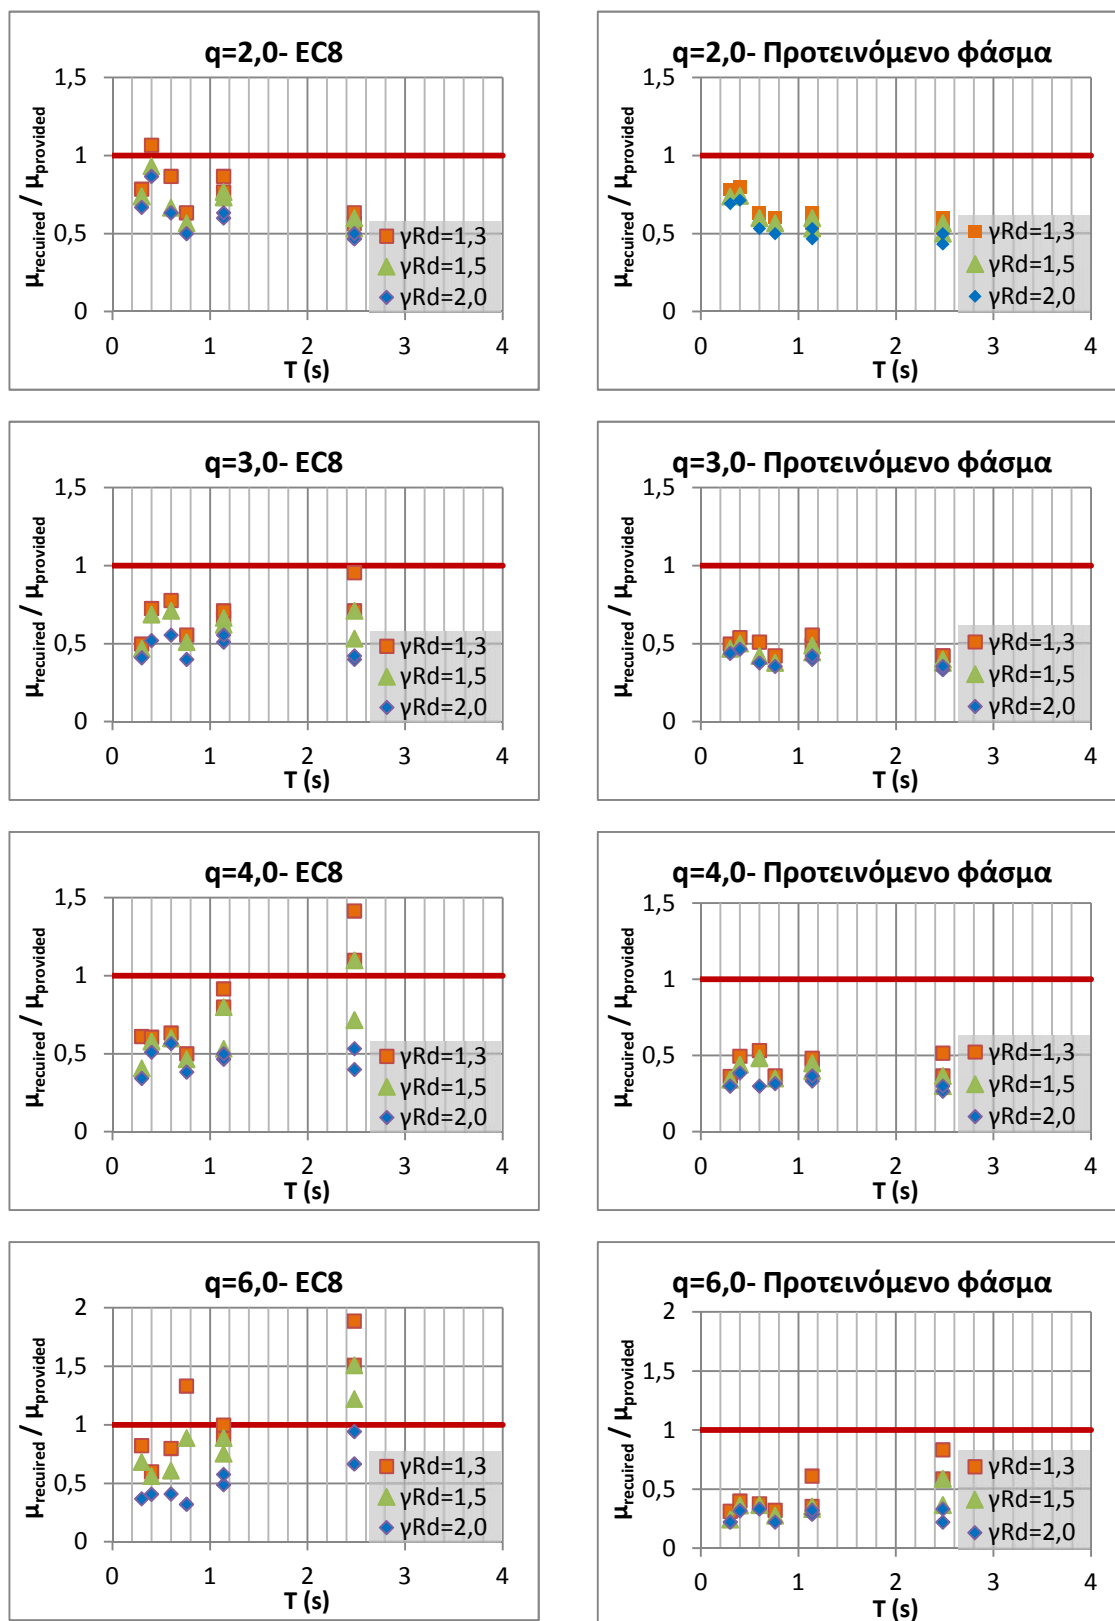 q=2,0- EC8
μrecuired / μprovided
1,5
1
0,5
0
0 1 2 3 4
T (s)
γRd=1,3
γRd=1,5
γRd=2,0
q=2,0- Προτεινόμενο φάσμα
1,5
1
0,5
0
0 1 2 3 4
γRd=1,3
γRd=1,5
γRd=2,0
q=3,0- EC8
μrecuired / μprovided
1,5
1
0,5
0
0 1 2 3 4
T (s)
γRd=1,3
γRd=1,5
γRd=2,0
q=3,0- Προτεινόμενο φάσμα
1,5
1
0,5
0
0 1 2 3 4
γRd=1,3
γRd=1,5
γRd=2,0
q=4,0- EC8
μrecuired / μprovided
1,5
1
0,5
0
0 1 2 3 4
T (s)
γRd=1,3
γRd=1,5
γRd=2,0
q=4,0- Προτεινόμενο φάσμα
1,5
1
0,5
0
0 1 2 3 4
γRd=1,3
γRd=1,5
γRd=2,0
q=6,0- EC8
μrecuired / μprovided
2
1,5
1
0,5
0
0 1 2 3 4
T (s)
γRd=1,3
γRd=1,5
γRd=2,0
q=6,0- Προτεινόμενο φάσμα
2
1,5
1
0,5
0
0 1 2 3 4
γRd=1,3
γRd=1,5
γRd=2,0